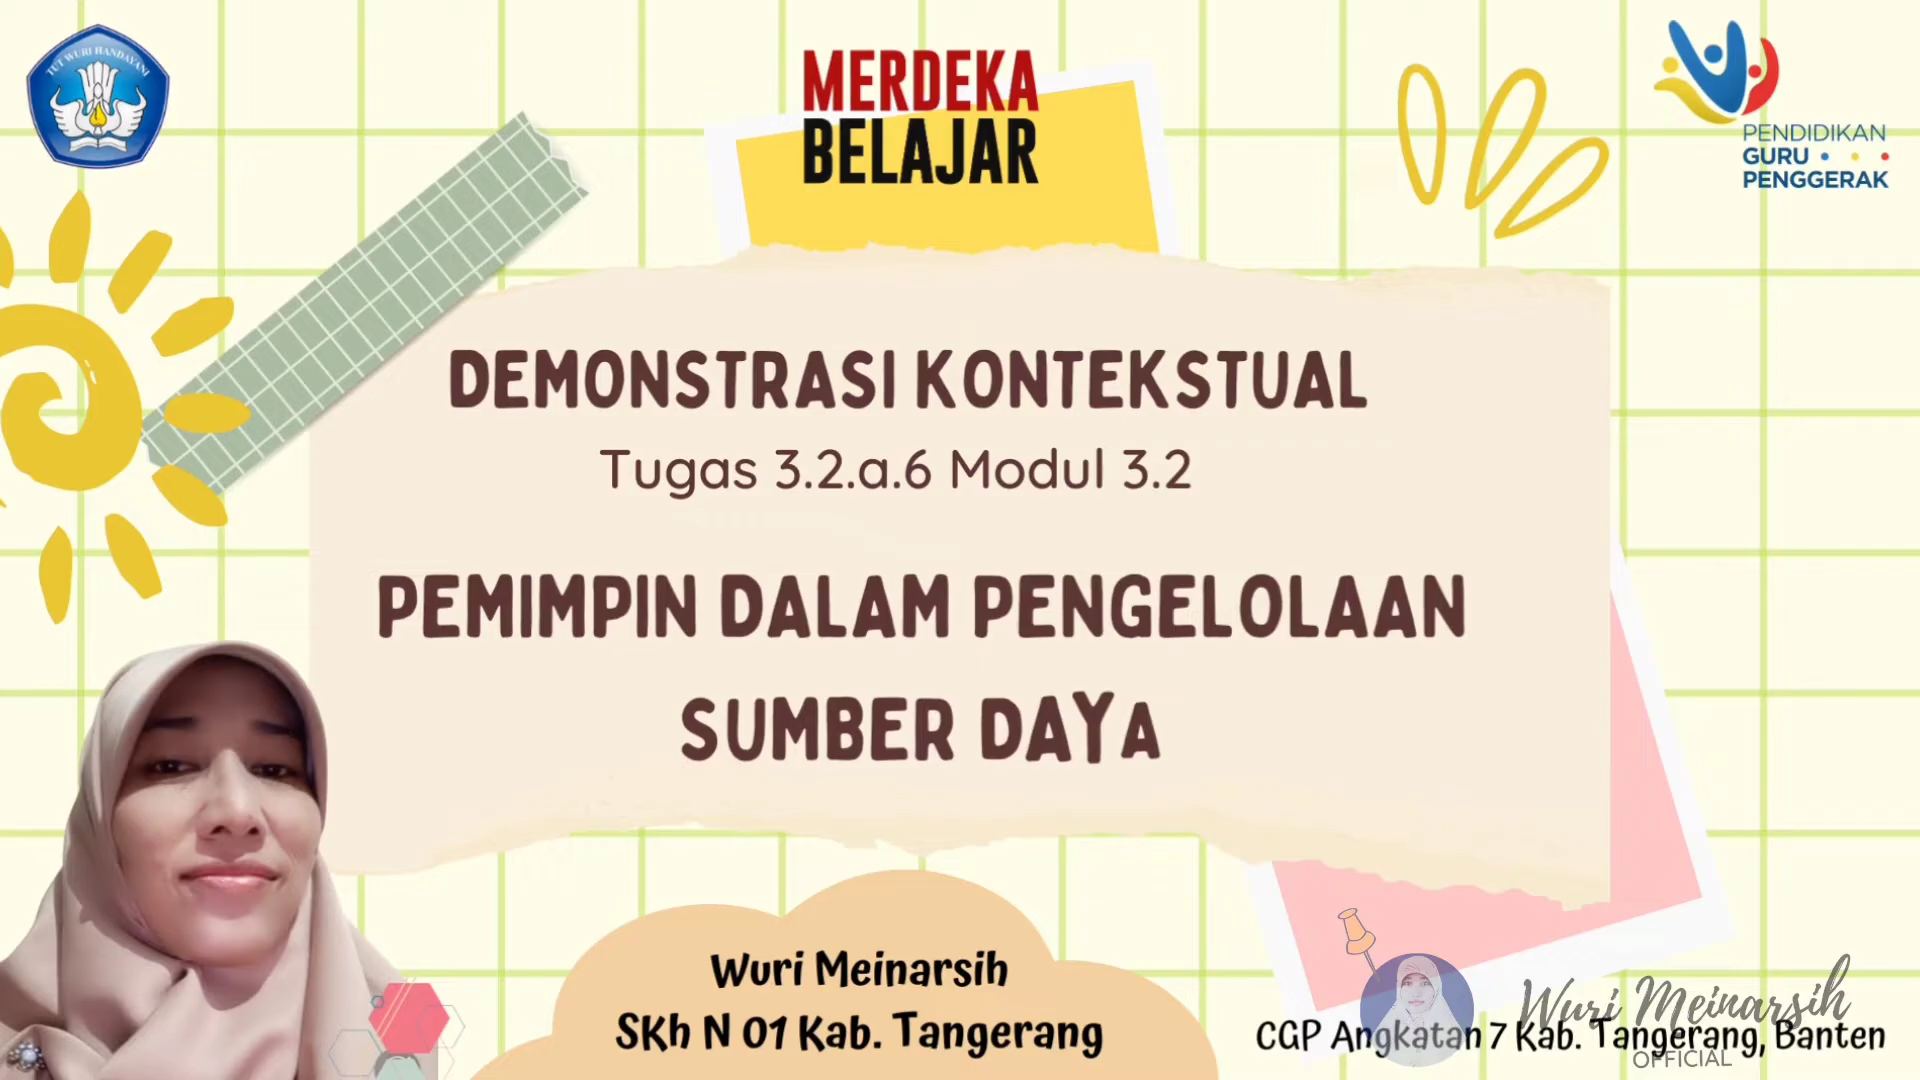 TUT WURI HANDAYANI
MERDEKA
BELAJAR
PENDIDIKAN
GURU
PENGGERAK
DEMONSTRASI KONTEKSTUAL
Tugas 3.2.a.6 Modul 3.2
PEMIMPIN DALAM PENGELOLAAN
SUMBER DAYA
Wuri Meinarsih
SKh N 01 Kab. Tangerang
Wuri Meinarsih
CGP Angkatan 7 Kab. Tangerang, Banten
OFFICIAL